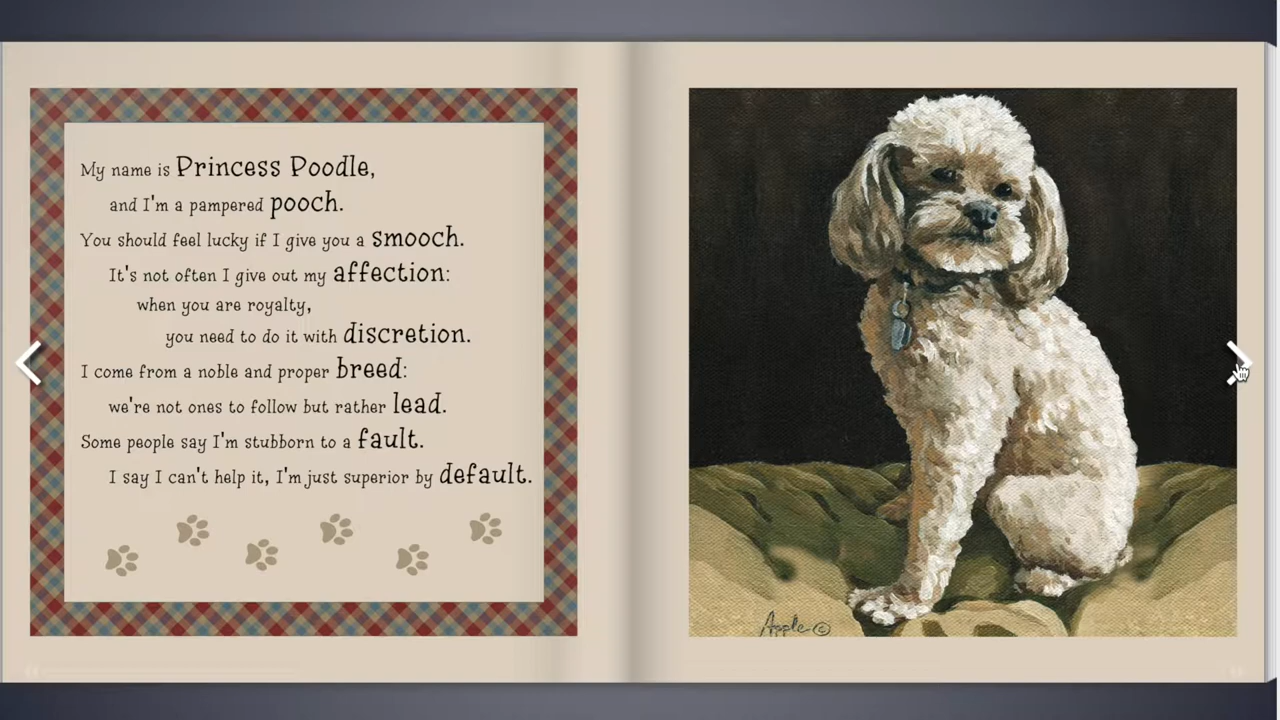 My name is Princess Poodle,
and I'm a pampered pooch.
You should feel lucky if I give you a smooch.
It's not often I give out my affection:
when you are royalty,
you need to do it with discretion.
I come from a noble and proper breed:
we're not ones to follow but rather lead.
Some people say I'm stubborn to a fault.
I say I can't help it, I'm just superior by default.
Apple ©